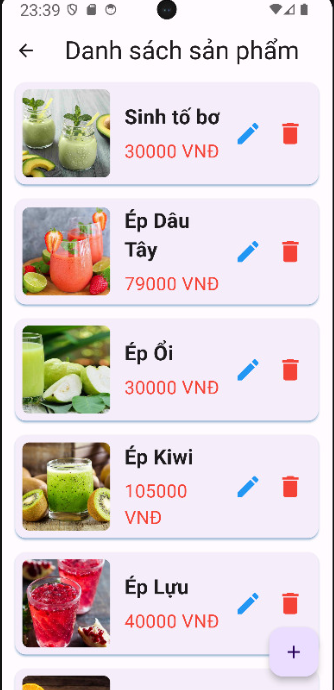 23:39
Danh sách sản phẩm
Sinh tố bơ
30000 VNĐ
Ép Dâu
Tây
79000 VNĐ
Ép Ổi
30000 VNĐ
Ép Kiwi
105000
VNĐ
Ép Lựu
40000 VNĐ